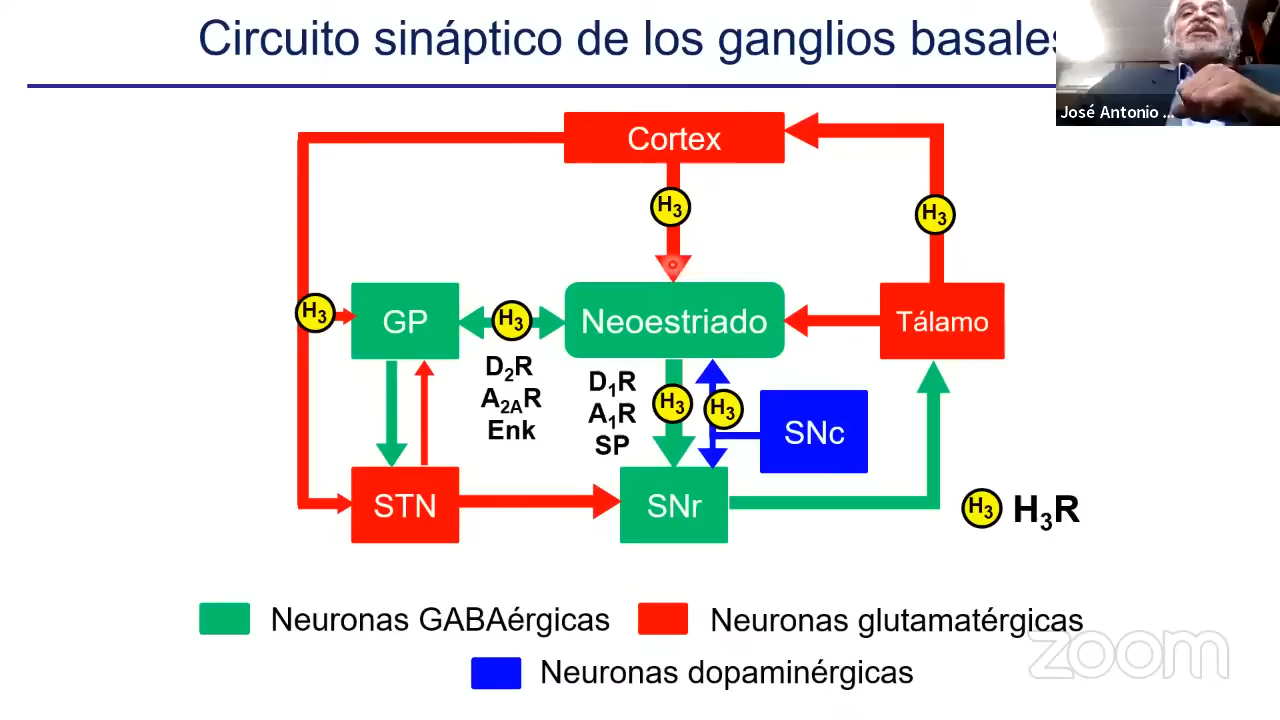 Circuito sináptico de los ganglios basales
José Antonio ...
Cortex
H3
H3
H3
GP
H3
Neoestriado
Tálamo
D2R
A2AR
Enk
D1R
A1R
SP
H3
H3
SNc
STN
SNr
H3 H3R
Neuronas GABAérgicas
Neuronas glutamatérgicas
Neuronas dopaminérgicas
zoom